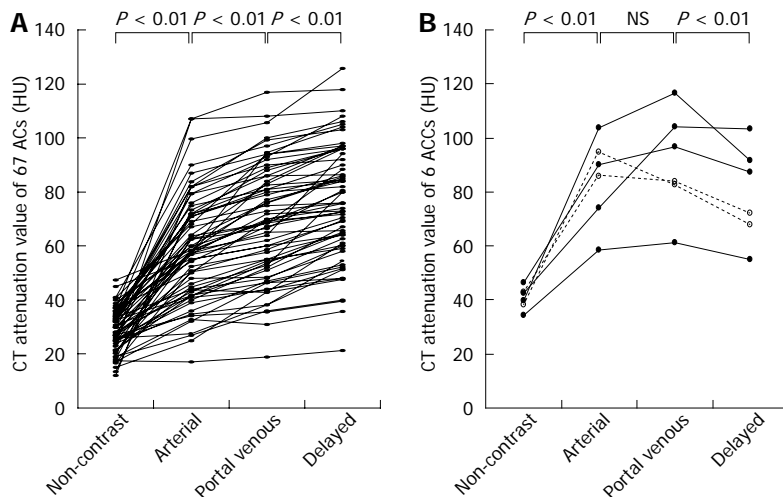 A
P < 0.01 P < 0.01 P < 0.01
CT attenuation value of 67 ACs (HU)
140
120
100
80
60
40
20
0
Non-contrast
Arterial
Portal venous
Delayed
B
P < 0.01 NS P < 0.01
CT attenuation value of 6 ACCs (HU)
140
120
100
80
60
40
20
0
Non-contrast
Arterial
Portal venous
Delayed